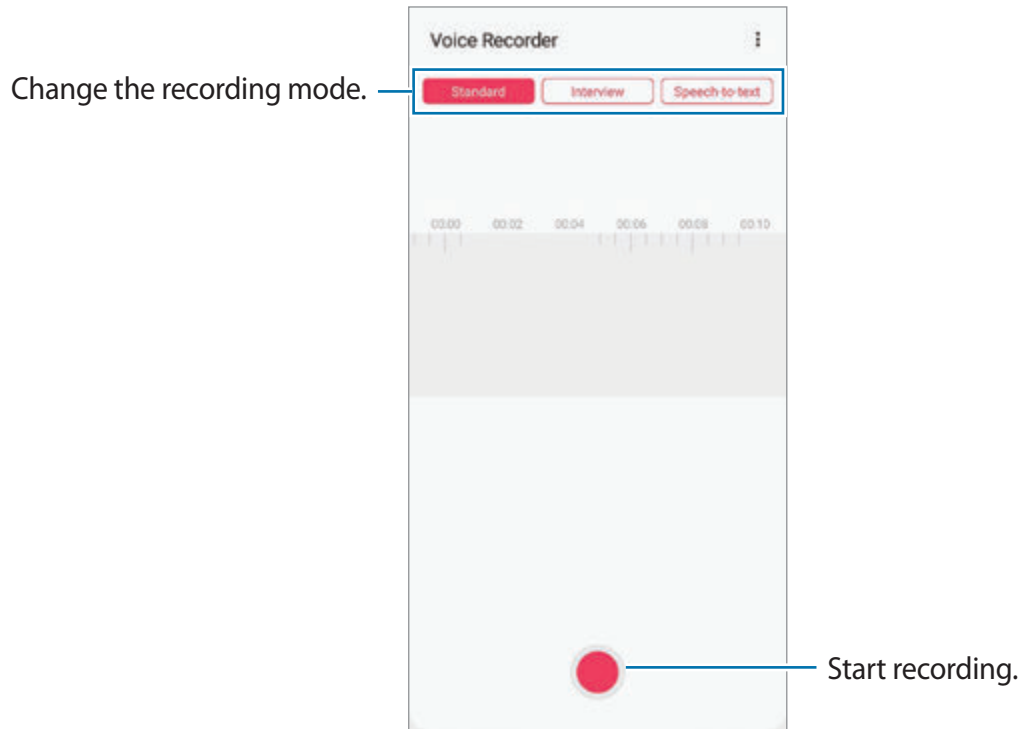 Voice Recorder
Change the recording mode.
Standard Interview Speech-to-text
00:00 00:02 00:04 00:06 00:08 00:10
Start recording.